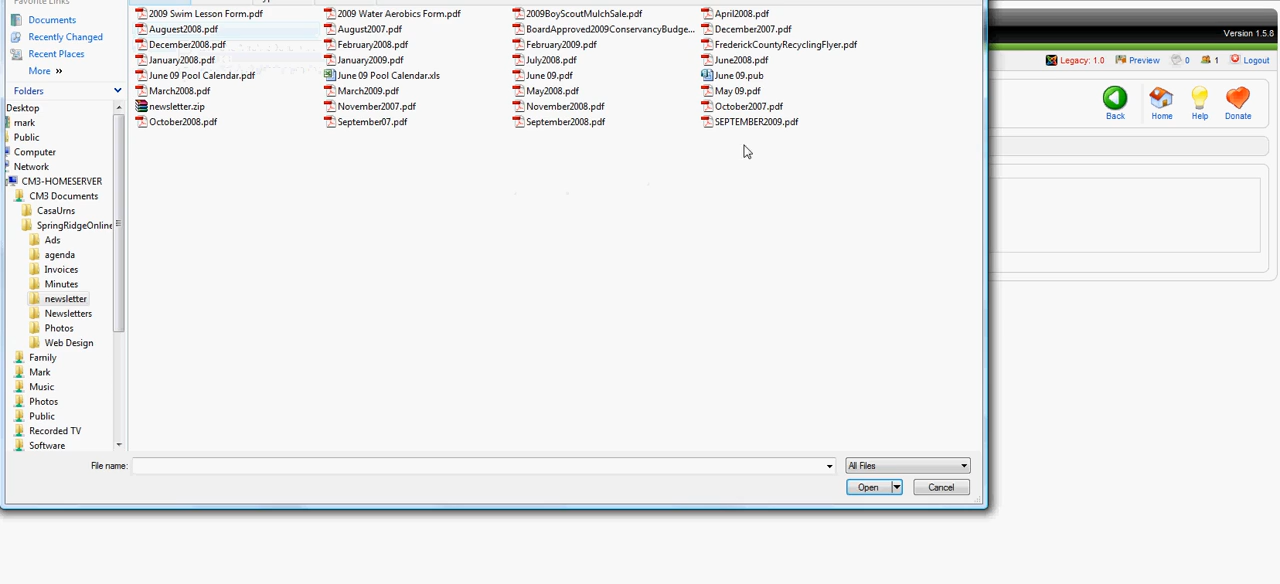 Favorite Links
Documents
Recently Changed
Recent Places
More »
Folders
Desktop
mark
Public
Computer
Network
CM3-HOMESERVER
CM3 Documents
CasaUrns
SpringRidgeOnline
Ads
agenda
Invoices
Minutes
newsletter
Newsletters
Photos
Web Design
Family
Mark
Music
Photos
Public
Recorded TV
Software
2009 Swim Lesson Form.pdf 2009 Water Aerobics Form.pdf 2009BoyScoutMulchSale.pdf April2008.pdf
Auguest2008.pdf August2007.pdf BoardApproved2009ConservancyBudge... December2007.pdf
December2008.pdf February2008.pdf February2009.pdf FrederickCountyRecyclingFlyer.pdf
January2008.pdf January2009.pdf July2008.pdf June2008.pdf
June 09 Pool Calendar.pdf June 09 Pool Calendar.xls June 09.pdf June 09.pub
March2008.pdf March2009.pdf May2008.pdf May 09.pdf
newsletter.zip November2007.pdf November2008.pdf October2007.pdf
October2008.pdf September07.pdf September2008.pdf SEPTEMBER2009.pdf
File name: All Files
Open Cancel
Version 1.5.8
Legacy: 1.0 Preview 0 1 Logout
Back Home Help Donate